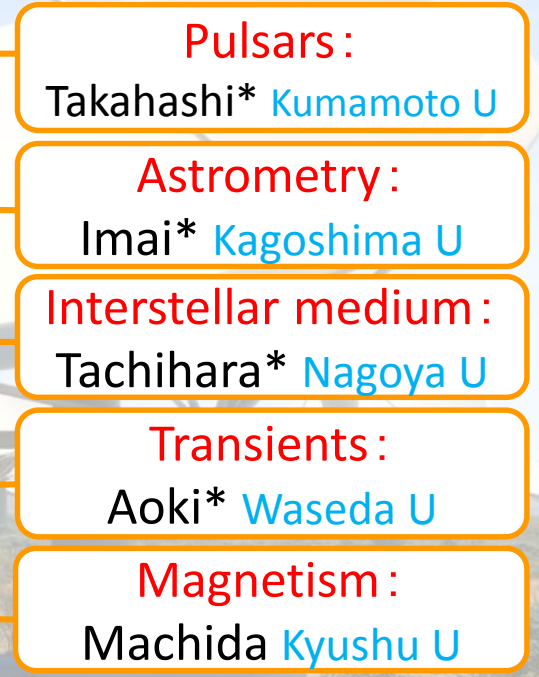 Pulsars：
Takahashi* Kumamoto U
Astrometry：
Imai* Kagoshima U
Interstellar medium：
Tachihara* Nagoya U
Transients：
Aoki* Waseda U
Magnetism：
Machida Kyushu U